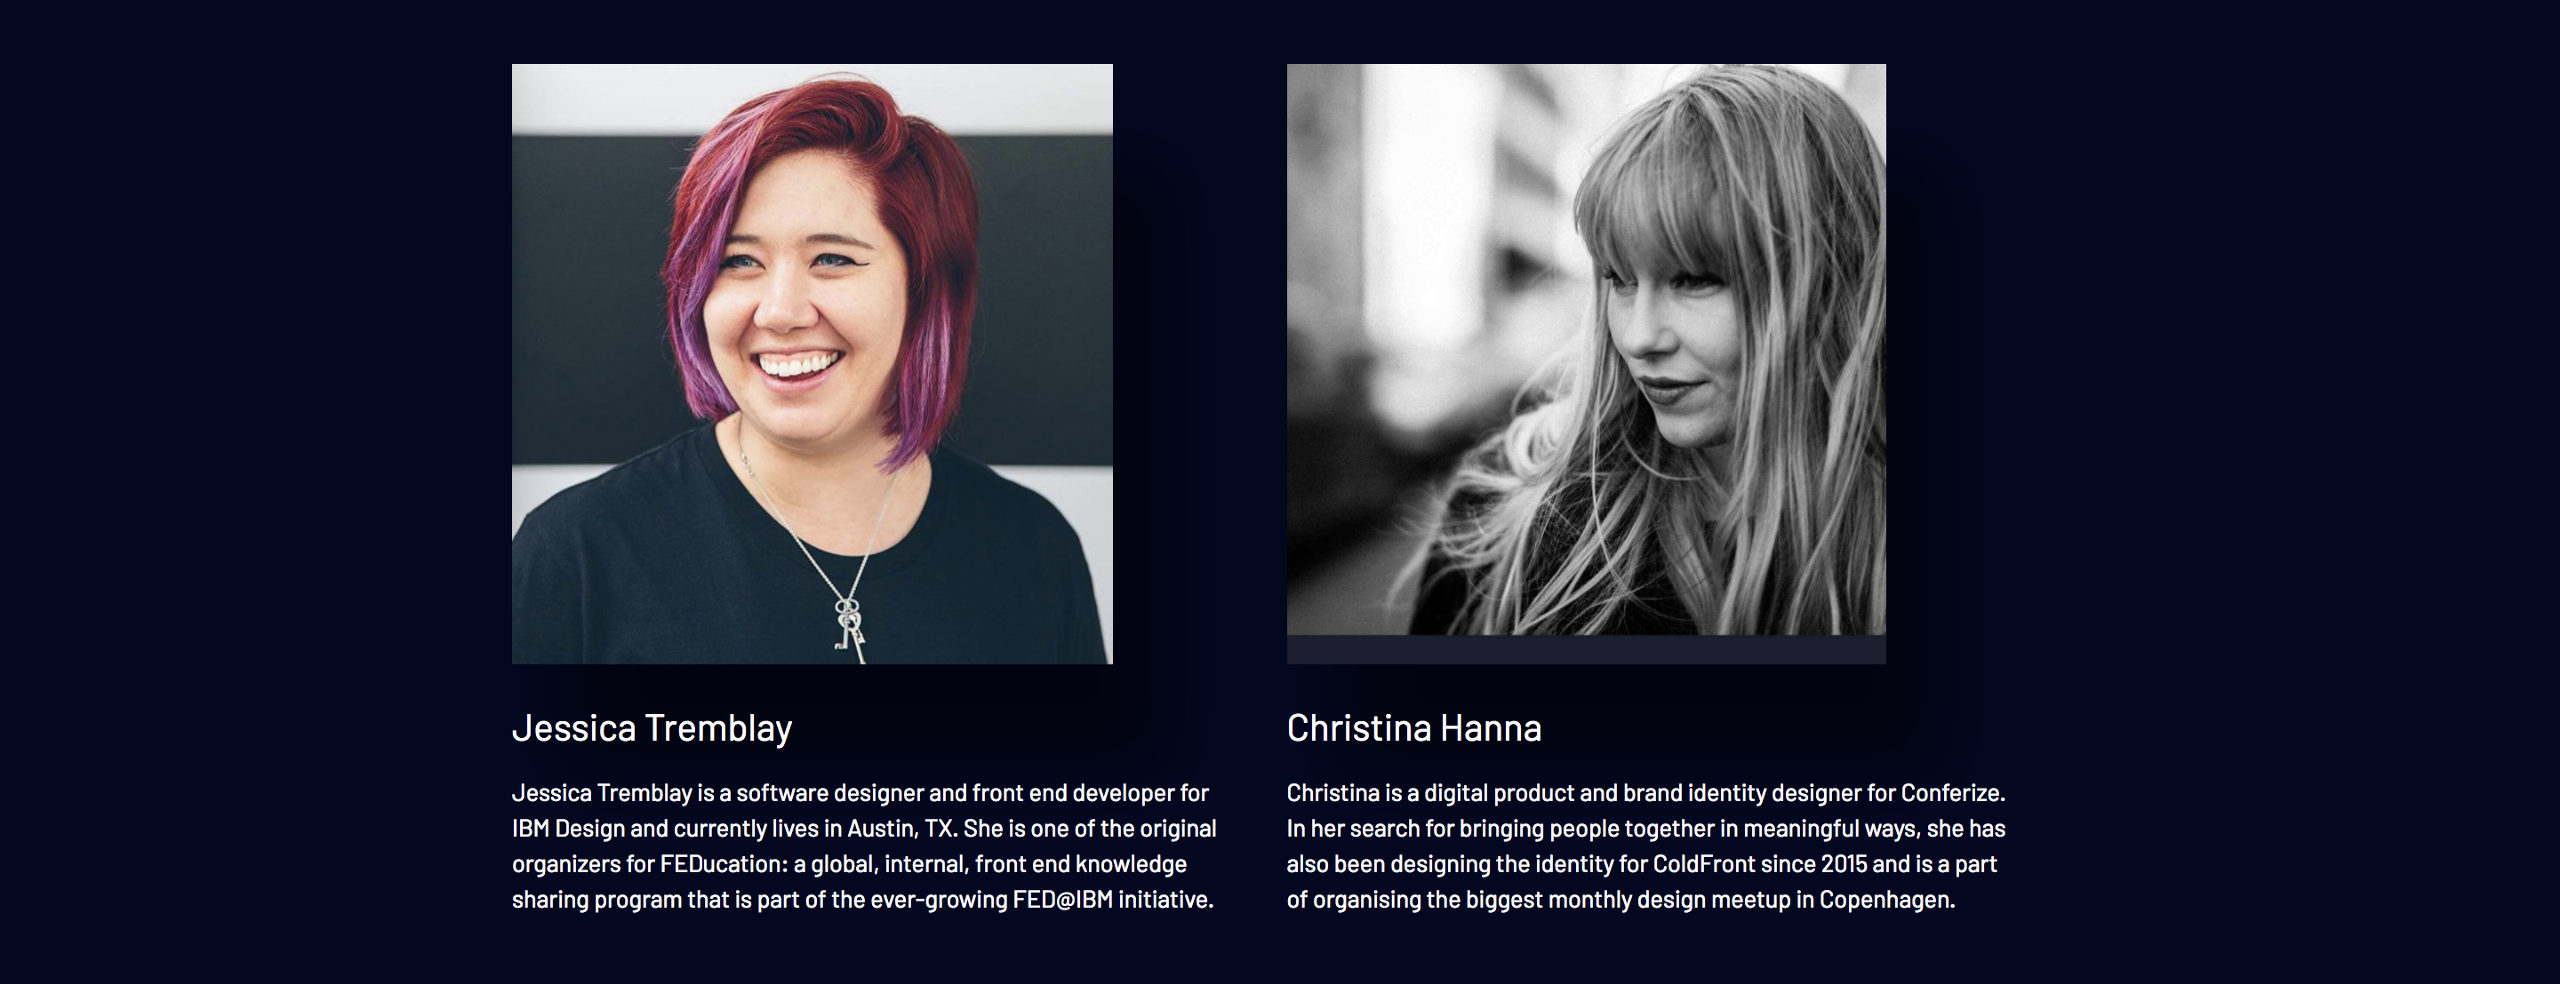 Jessica Tremblay
Jessica Tremblay is a software designer and front end developer for
IBM Design and currently lives in Austin, TX. She is one of the original
organizers for FEDucation: a global, internal, front end knowledge
sharing program that is part of the ever-growing FED@IBM initiative.
Christina Hanna
Christina is a digital product and brand identity designer for Conferize.
In her search for bringing people together in meaningful ways, she has
also been designing the identity for ColdFront since 2015 and is a part
of organising the biggest monthly design meetup in Copenhagen.